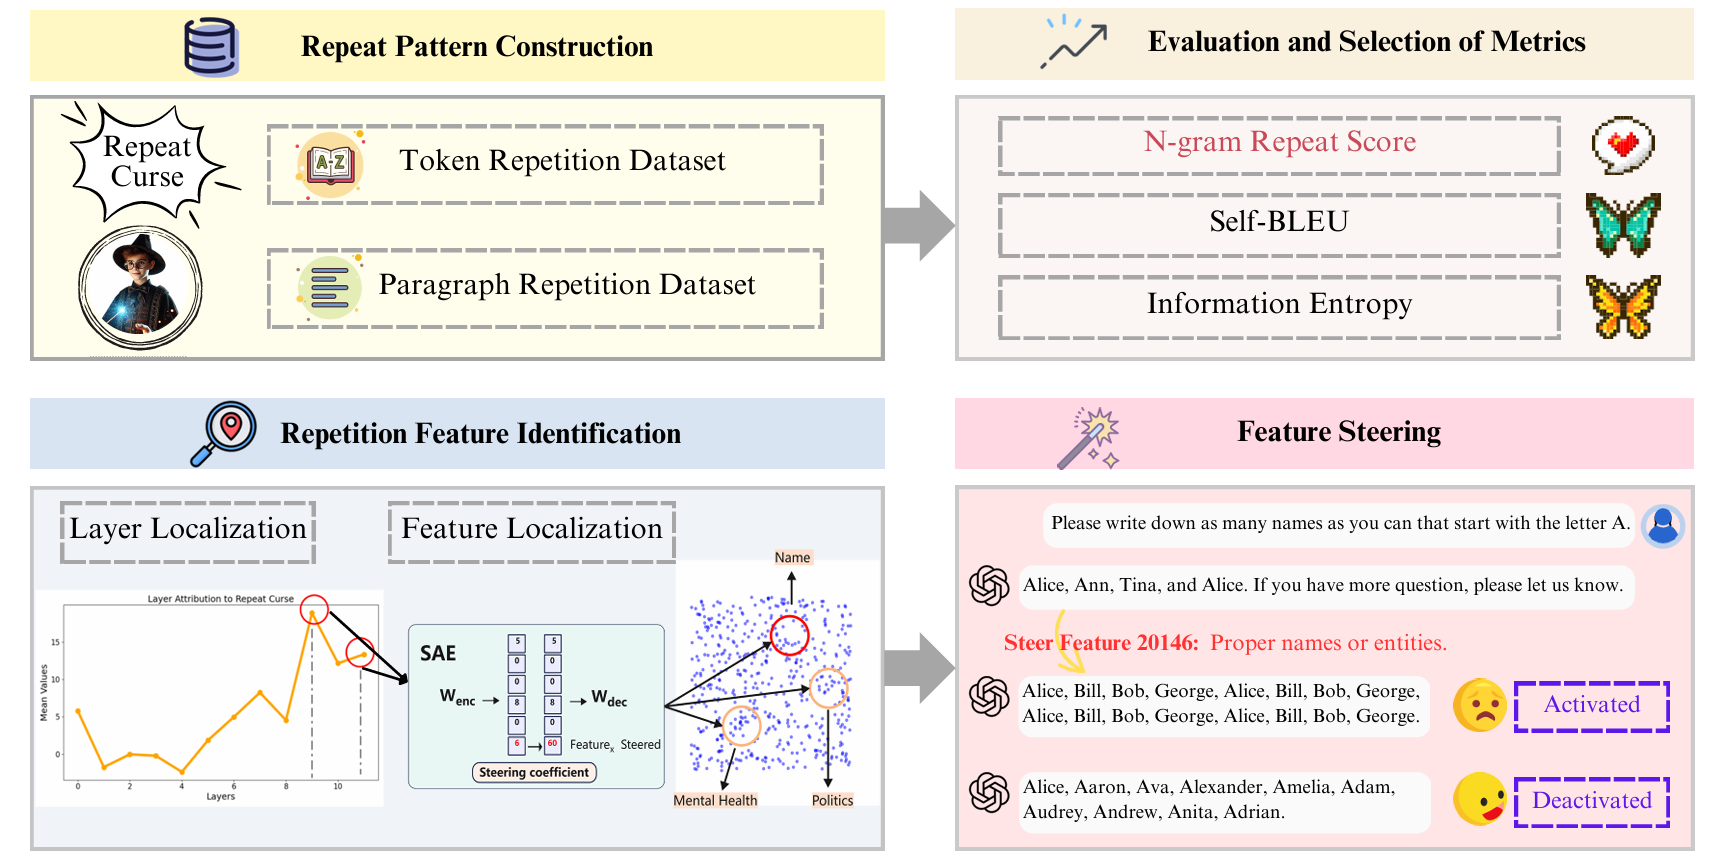 Repeat Pattern Construction
Repeat
Curse
A-Z
Token Repetition Dataset
Paragraph Repetition Dataset
Evaluation and Selection of Metrics
N-gram Repeat Score
Self-BLEU
Information Entropy
Repetition Feature Identification
Layer Localization
Feature Localization
Layer Attribution to Repeat Curse
Mean Values
15
10
5
0
0 2 4 6 8 10
Layers
SAE
Wenc
5 5
0 0
0 0
8 8
0 0
6 60
Wdec
Featurex Steered
Steering coefficient
Name
Mental Health
Politics
Feature Steering
Please write down as many names as you can that start with the letter A.
Alice, Ann, Tina, and Alice. If you have more question, please let us know.
Steer Feature 20146: Proper names or entities.
Alice, Bill, Bob, George, Alice, Bill, Bob, George,
Alice, Bill, Bob, George, Alice, Bill, Bob, George.
Activated
Alice, Aaron, Ava, Alexander, Amelia, Adam,
Audrey, Andrew, Anita, Adrian.
Deactivated